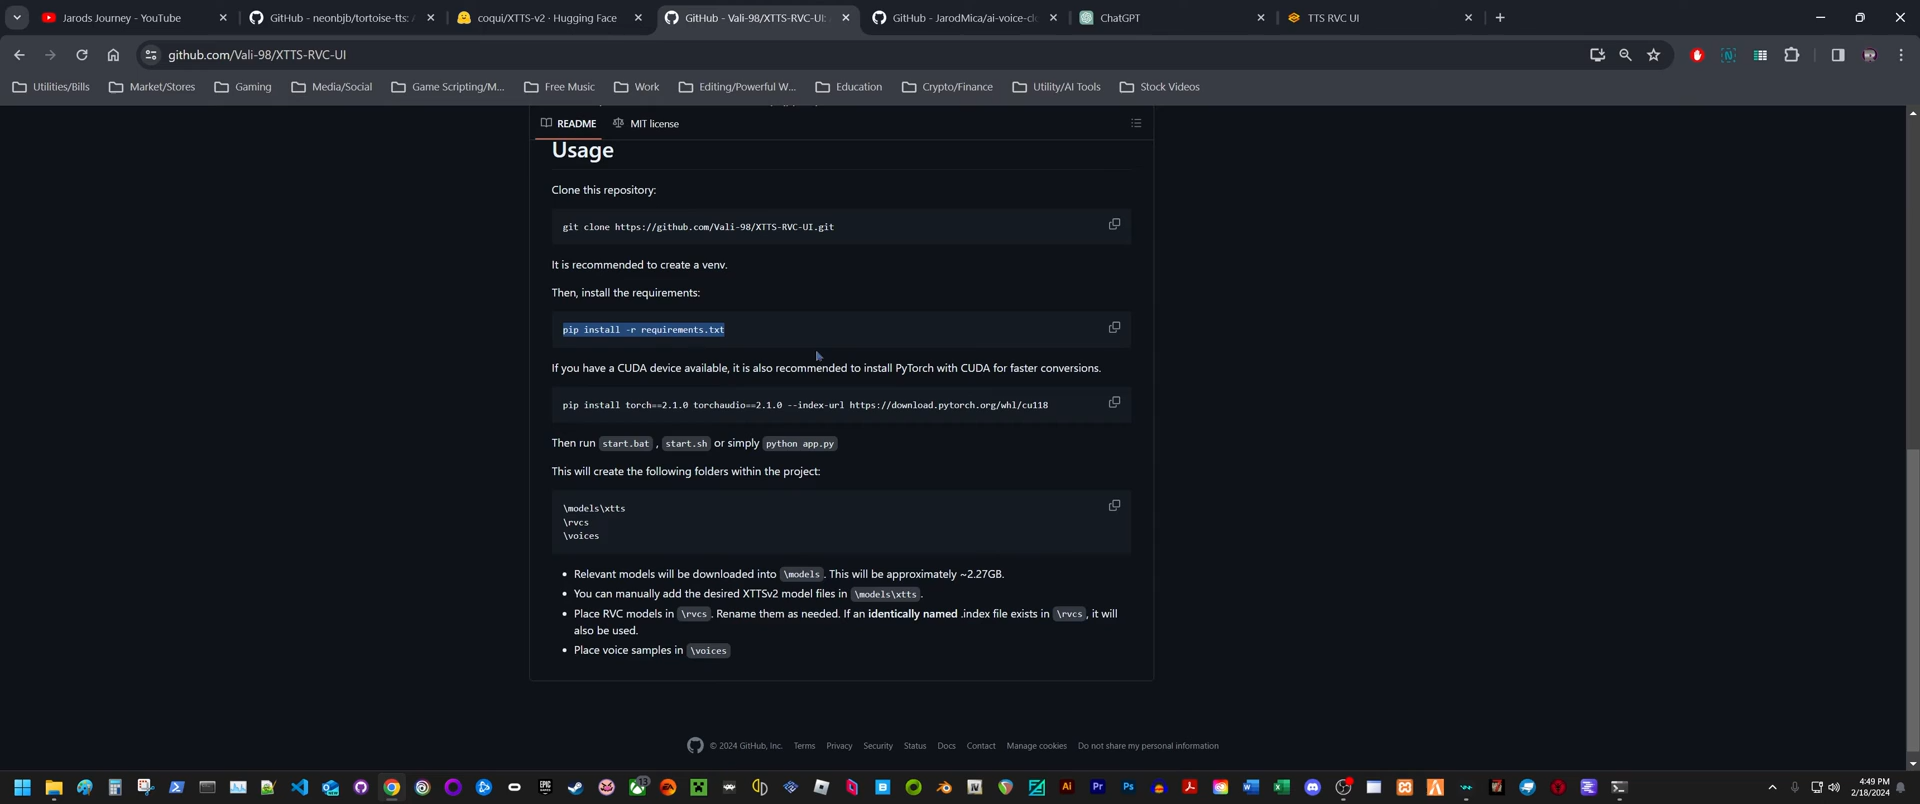 Jarods Journey - YouTube
GitHub - neonbjb/tortoise-tts: A
coqui/XTTS-v2 · Hugging Face
GitHub - Vali-98/XTTS-RVC-UI:
GitHub - JarodMica/ai-voice-cl
ChatGPT
TTS RVC UI
github.com/Vali-98/XTTS-RVC-UI
Utilities/Bills
Market/Stores
Gaming
Media/Social
Game Scripting/M...
Free Music
Work
Editing/Powerful W...
Education
Crypto/Finance
Utility/AI Tools
Stock Videos
README
MIT license
Usage
Clone this repository:
git clone https://github.com/Vali-98/XTTS-RVC-UI.git
It is recommended to create a venv.
Then, install the requirements:
pip install -r requirements.txt
If you have a CUDA device available, it is also recommended to install PyTorch with CUDA for faster conversions.
pip install torch==2.1.0 torchaudio==2.1.0 --index-url https://download.pytorch.org/whl/cu118
Then run start.bat , start.sh or simply python app.py
This will create the following folders within the project:
\models\xtts
\rvcs
\voices
• Relevant models will be downloaded into \models. This will be approximately ~2.27GB.
• You can manually add the desired XTTSv2 model files in \models\xtts.
• Place RVC models in \rvcs. Rename them as needed. If an identically named .index file exists in \rvcs, it will
also be used.
• Place voice samples in \voices
© 2024 GitHub, Inc.
Terms
Privacy
Security
Status
Docs
Contact
Manage cookies
Do not share my personal information
4:49 PM
2/18/2024